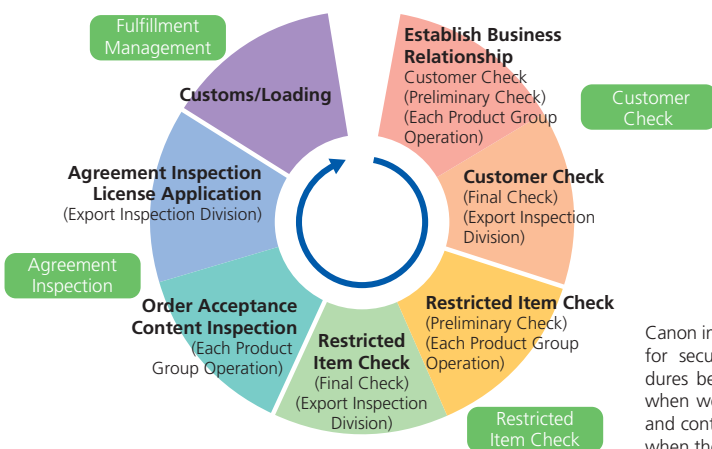 Fulfillment
Management
Customs/Loading
Establish Business
Relationship
Customer Check
(Preliminary Check)
(Each Product Group
Operation)
Customer
Check
Customer Check
(Final Check)
(Export Inspection
Division)
Restricted Item Check
(Preliminary Check)
(Each Product Group
Operation)
Restricted
Item Check
Restricted
Item Check
(Final Check)
(Export Inspection
Division)
Order Acceptance
Content Inspection
(Each Product
Group Operation)
Agreement
Inspection
Agreement Inspection
License Application
(Export Inspection Division)
Canon
for secu
dures be
when we
and cont
when the